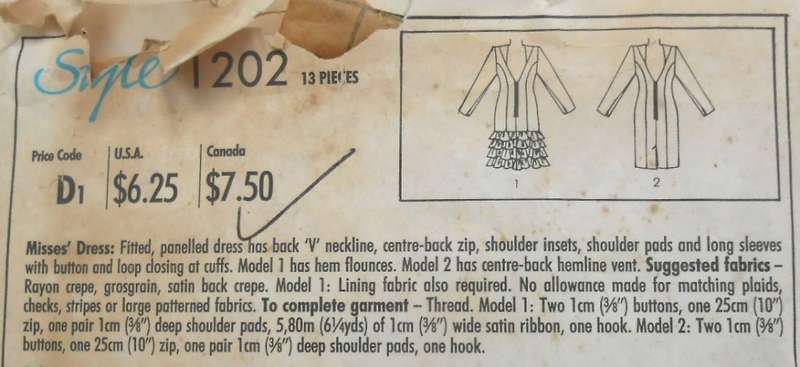 Style 1202 13 PIECES
Price Code U.S.A. Canada
D1 $6.25 $7.50
1 2
Misses' Dress: Fitted, panelled dress has back 'V' neckline, centre-back zip, shoulder insets, shoulder pads and long sleeves
with button and loop closing at cuffs. Model 1 has hem flounces. Model 2 has centre-back hemline vent. Suggested fabrics –
Rayon crepe, grosgrain, satin back crepe. Model 1: Lining fabric also required. No allowance made for matching plaids,
checks, stripes or large patterned fabrics. To complete garment – Thread. Model 1: Two 1cm (⅜") buttons, one 25cm (10")
zip, one pair 1cm (⅜") deep shoulder pads, 5,80m (6¼yds) of 1cm (⅜") wide satin ribbon, one hook. Model 2: Two 1cm (⅜")
buttons, one 25cm (10") zip, one pair 1cm (⅜") deep shoulder pads, one hook.